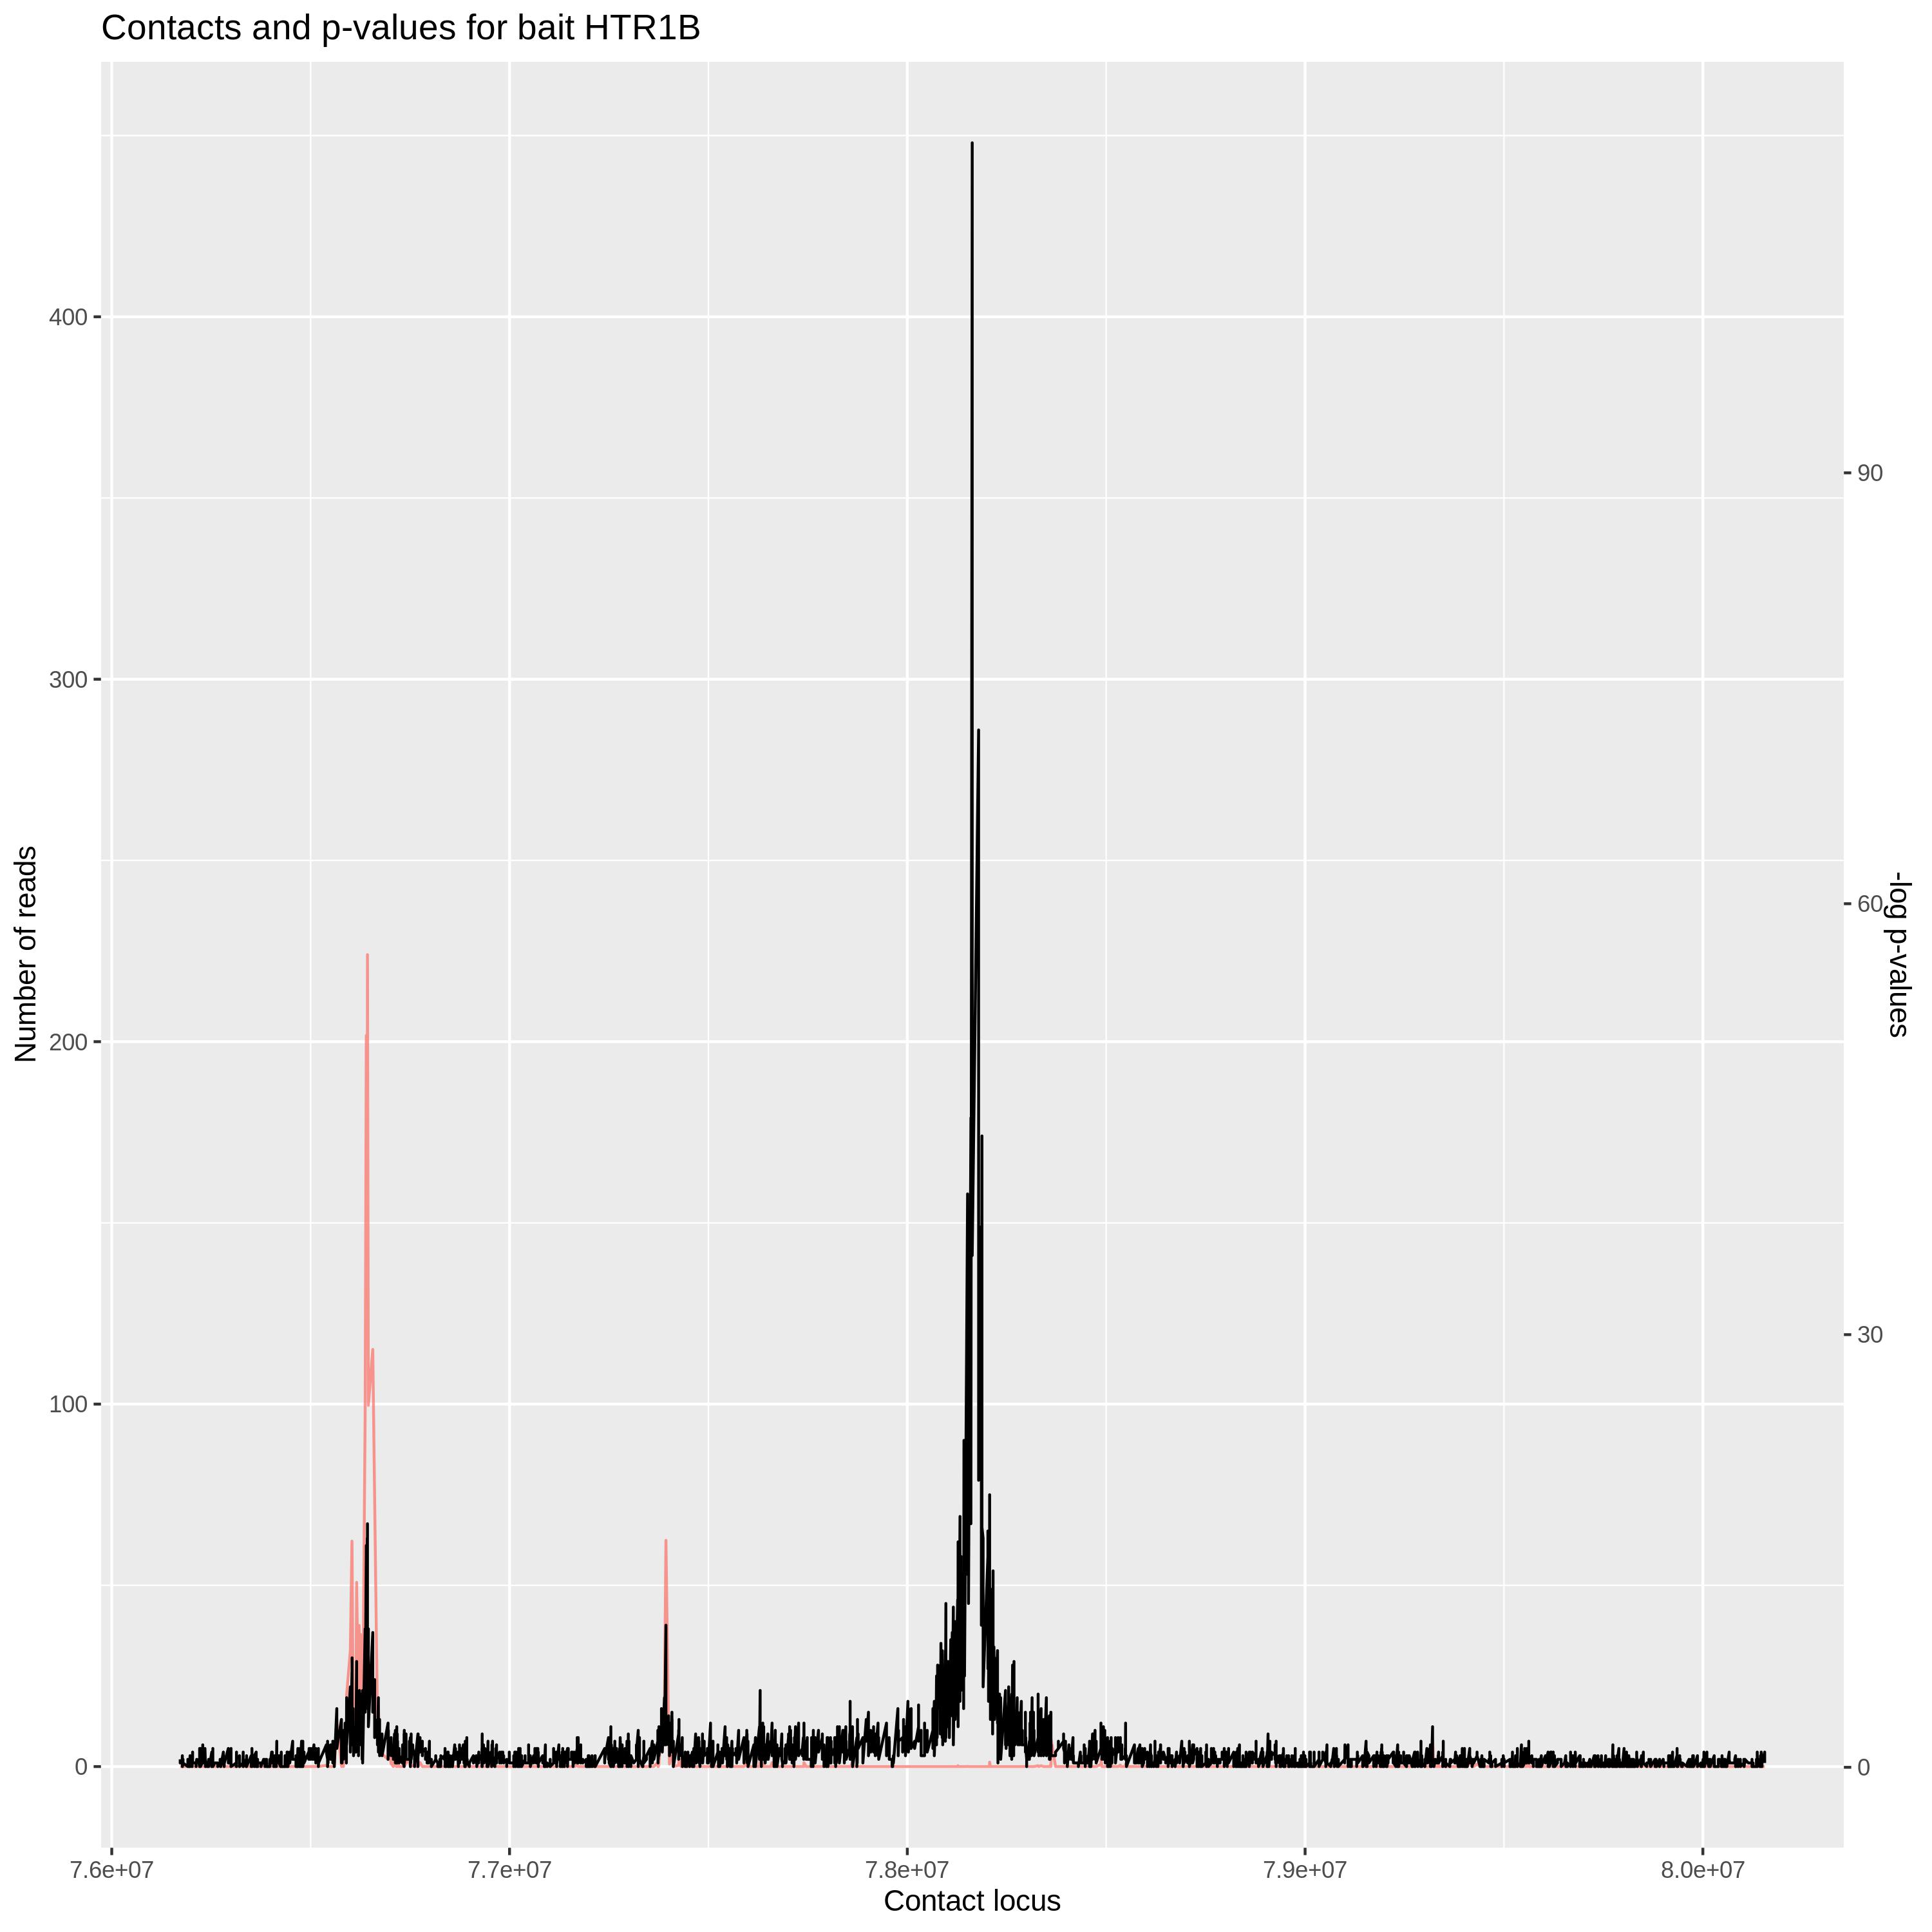 Contacts and p-values for bait HTR1B
Number of reads
400
300
200
100
0
90
60
30
0
-log p-values
7.6e+07
7.7e+07
7.8e+07
7.9e+07
8.0e+07
Contact locus